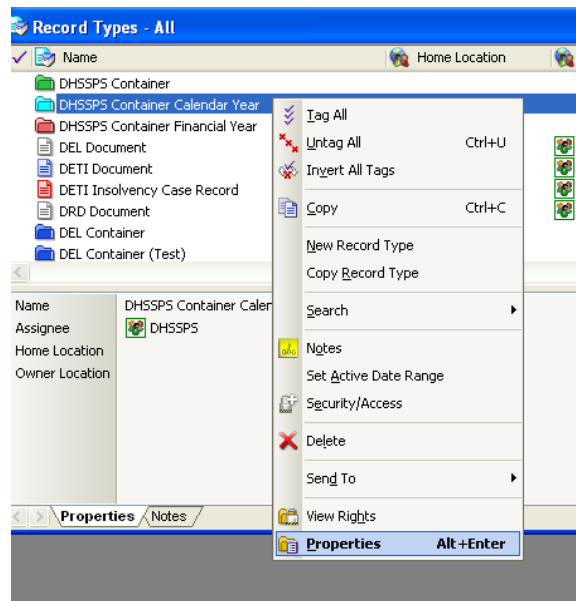 Record Types - All
Name Home Location
DHSSPS Container
DHSSPS Container Calendar Year
DHSSPS Container Financial Year
DEL Document
DETI Document
DETI Insolvency Case Record
DRD Document
DEL Container
DEL Container (Test)
Tag All
Untag All Ctrl+U
Invert All Tags
Copy Ctrl+C
New Record Type
Copy Record Type
Search
Notes
Set Active Date Range
Security/Access
Delete
Send To
View Rights
Properties Alt+Enter
Name DHSSPS Container Caler
Assignee DHSSPS
Home Location
Owner Location
Properties Notes